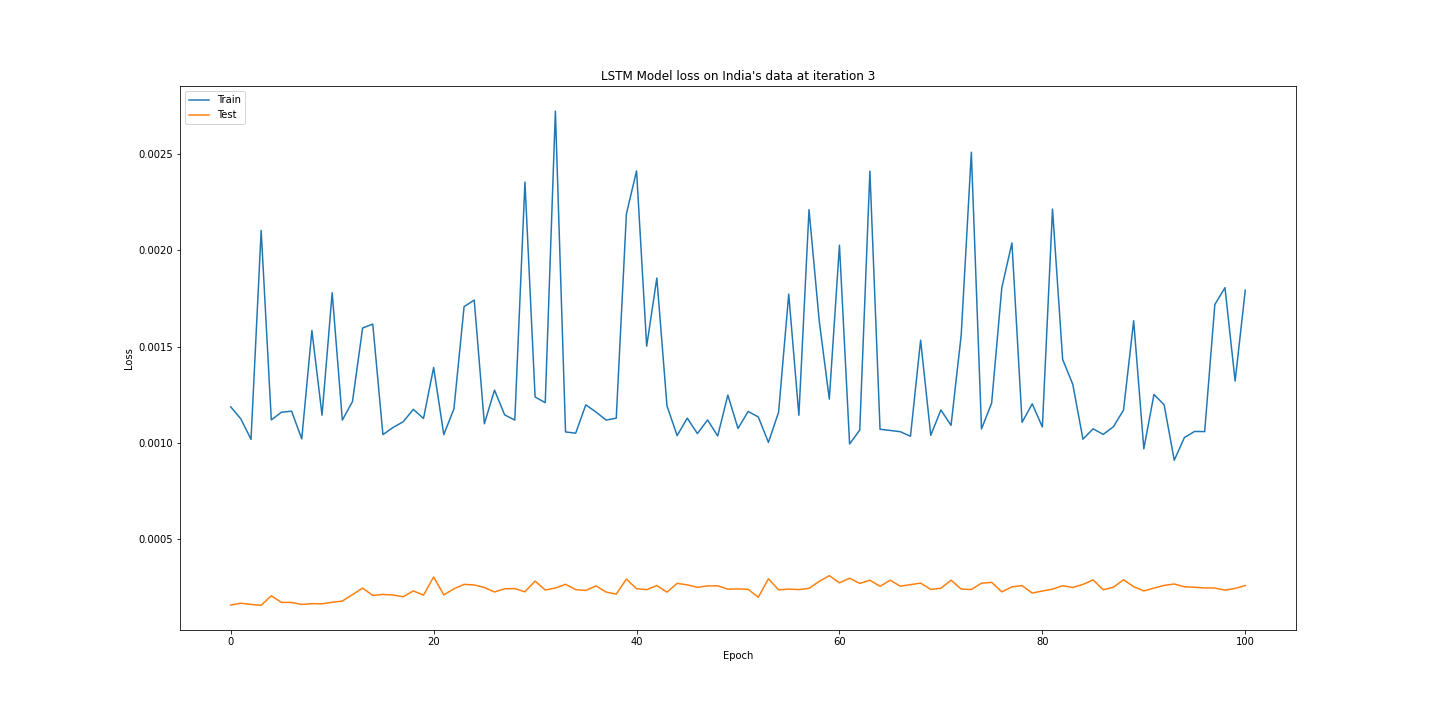 LSTM Model loss on India's data at iteration 3
Train
Test
0.0025
0.0020
0.0015
0.0010
0.0005
Loss
0 20 40 60 80 100
Epoch